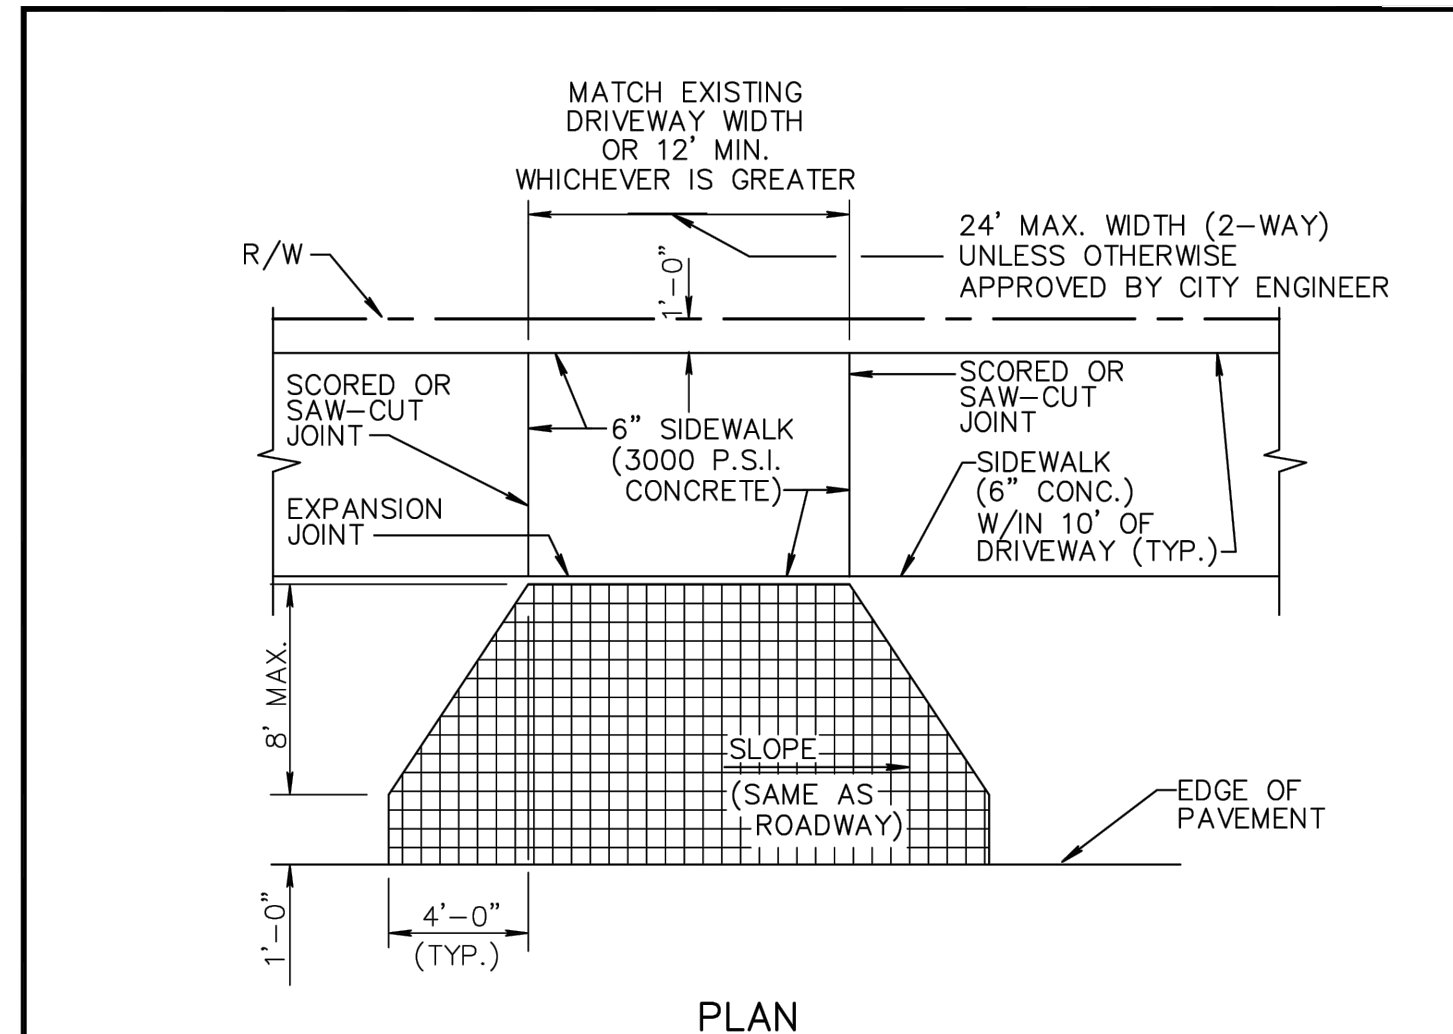 MATCH EXISTING
DRIVEWAY WIDTH
OR 12' MIN.
WHICHEVER IS GREATER
24' MAX. WIDTH (2-WAY)
UNLESS OTHERWISE
APPROVED BY CITY ENGINEER
R/W
1'-0"
SCORED OR
SAW-CUT
JOINT
6" SIDEWALK
(3000 P.S.I.
CONCRETE)
SCORED OR
SAW-CUT
JOINT
SIDEWALK
(6" CONC.)
W/IN 10' OF
DRIVEWAY (TYP.)
EXPANSION
JOINT
8' MAX.
SLOPE
(SAME AS
ROADWAY)
EDGE OF
PAVEMENT
1'-0"
4'-0"
(TYP.)
PLAN